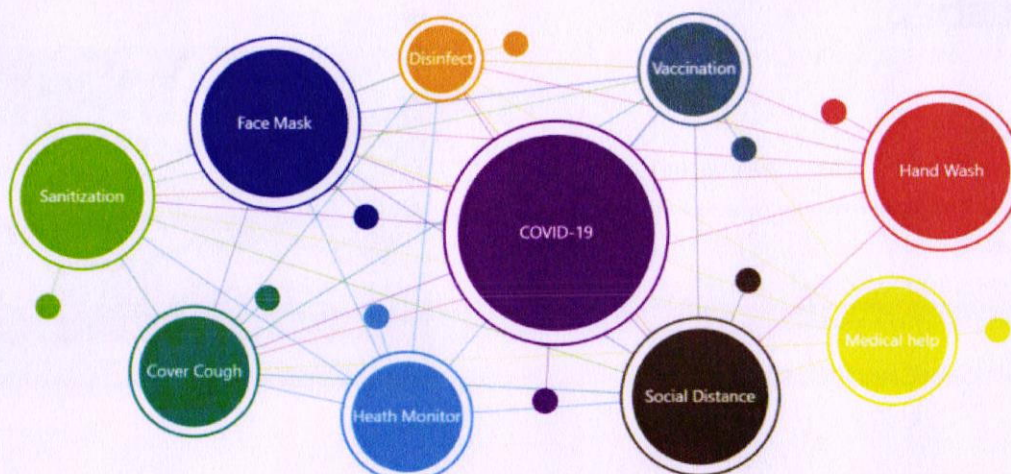 Disinfect
Vaccination
Face Mask
Hand Wash
Sanitization
COVID-19
Medical help
Cover Cough
Social Distance
Heath Monitor